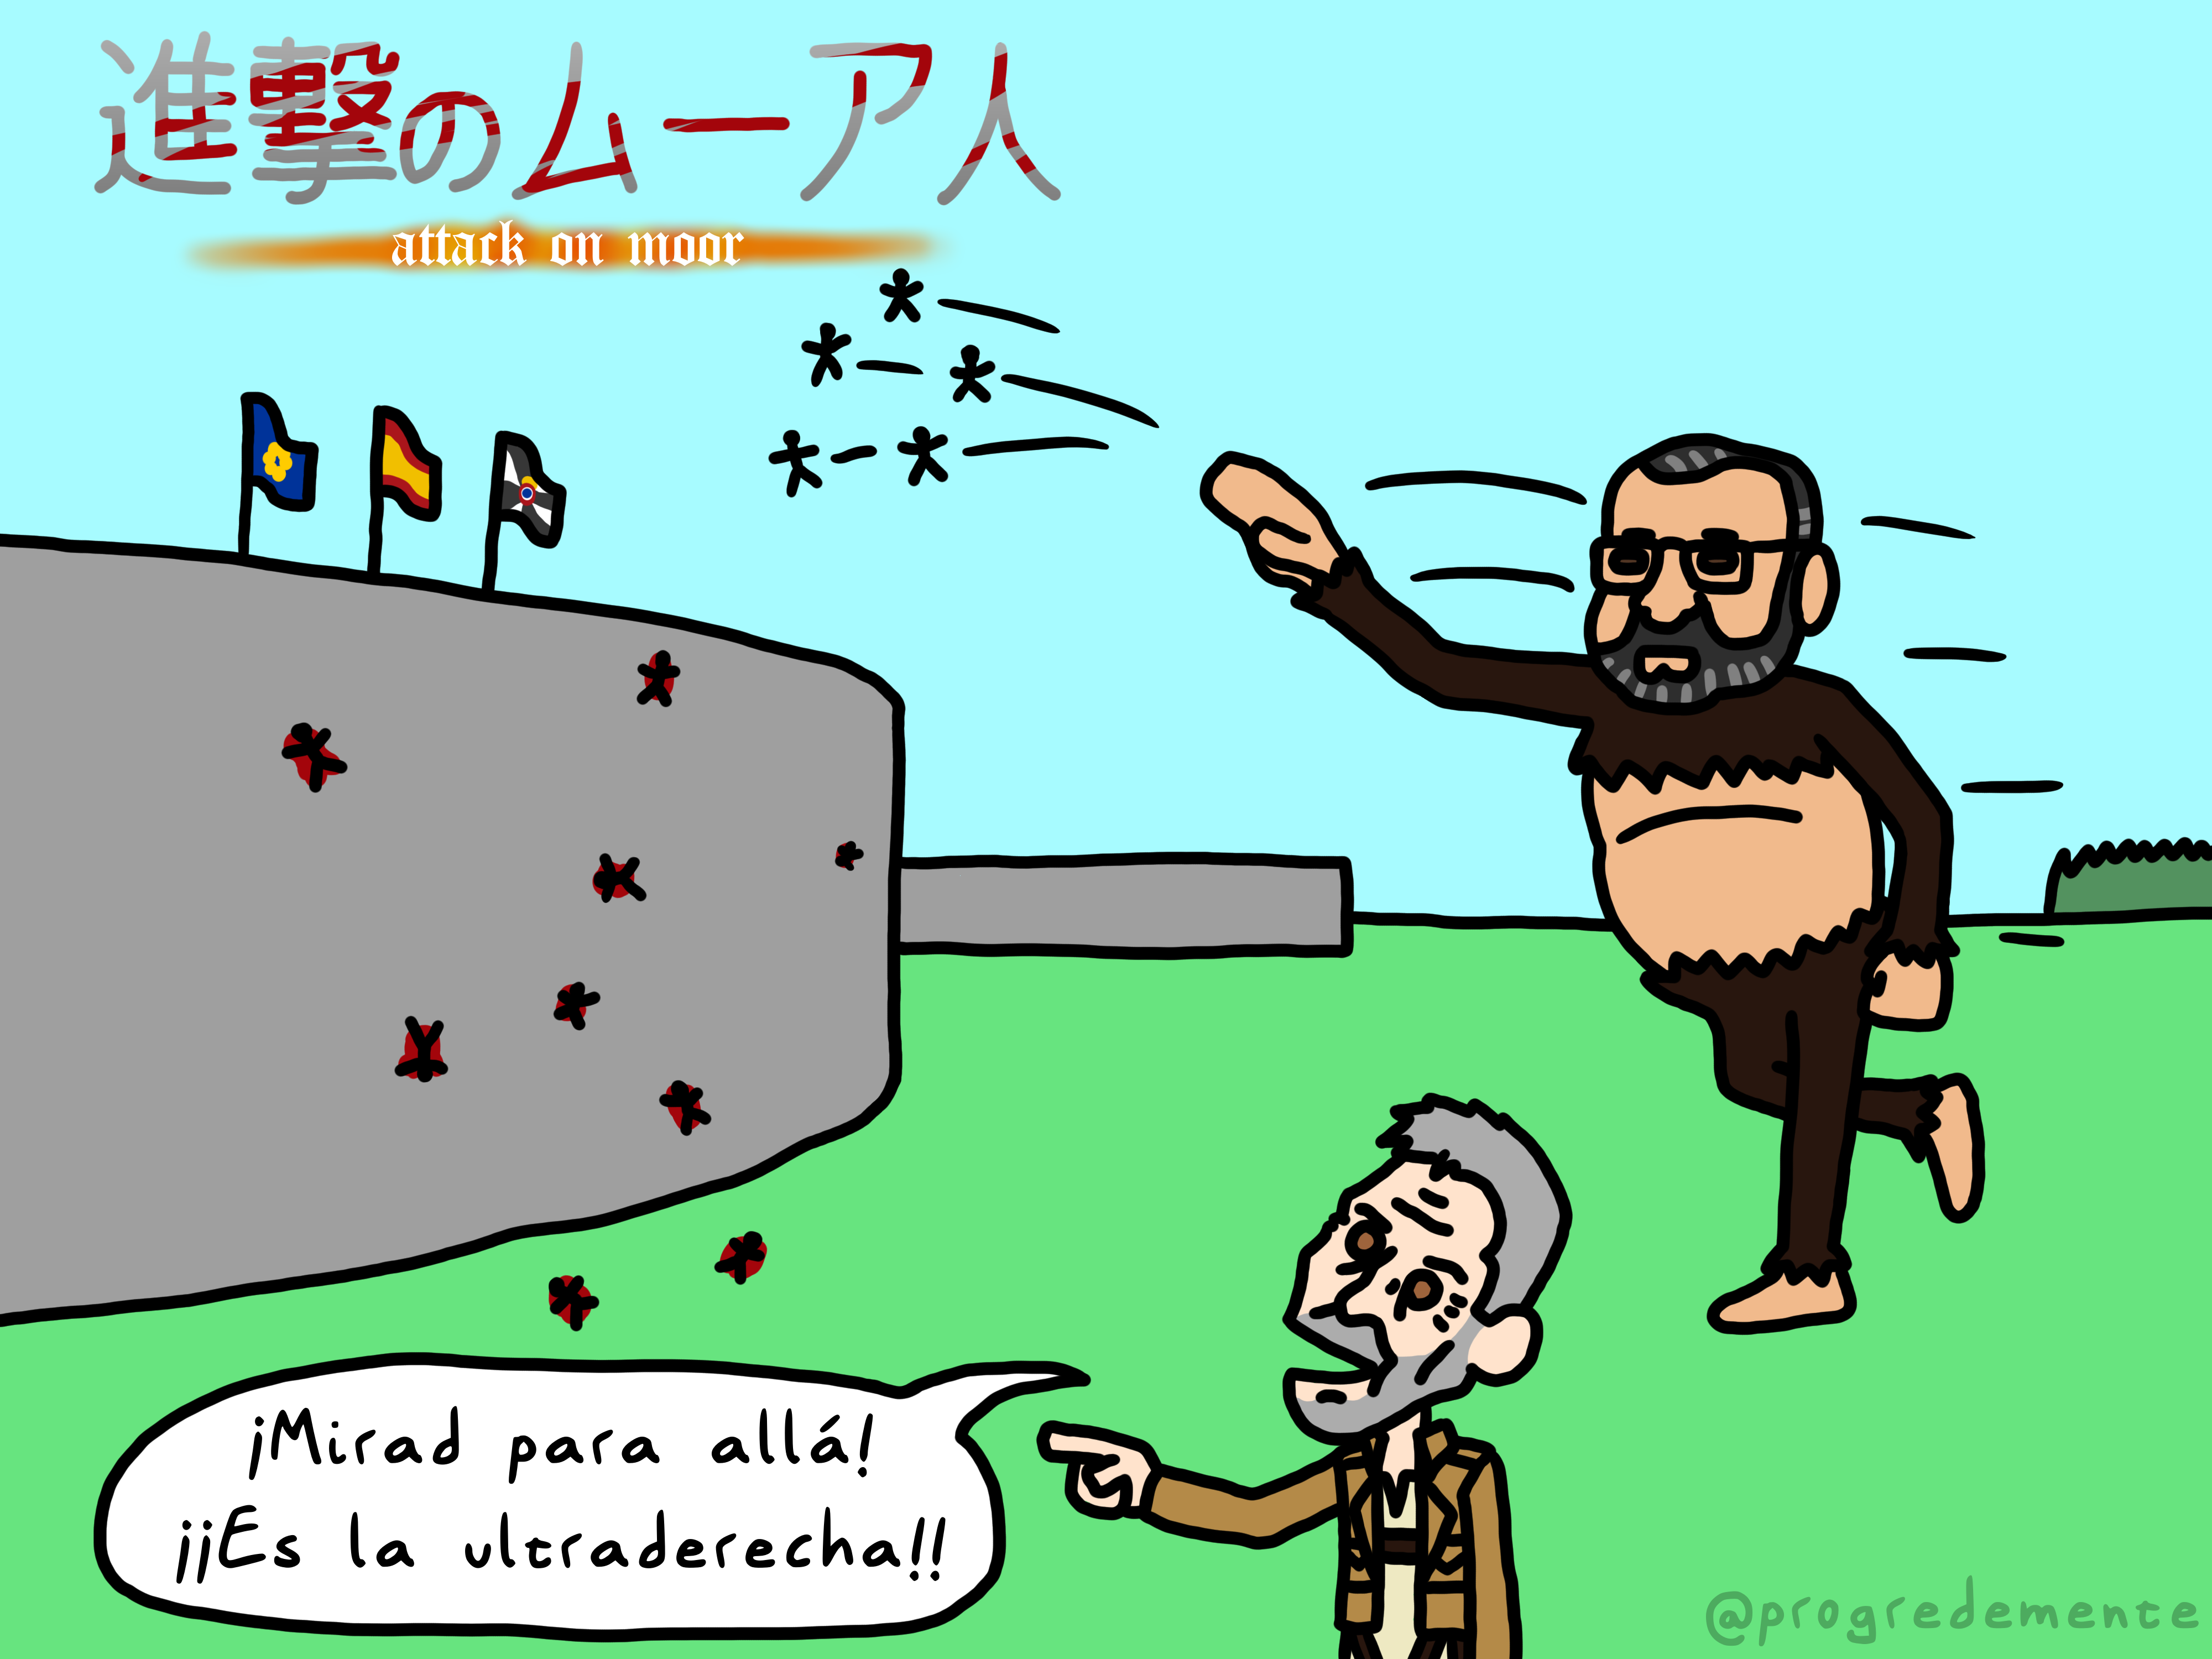 進撃のムーア人
attack on moor
¡Mirad para allá!
¡¡Es la ultraderecha!!
@progredemente